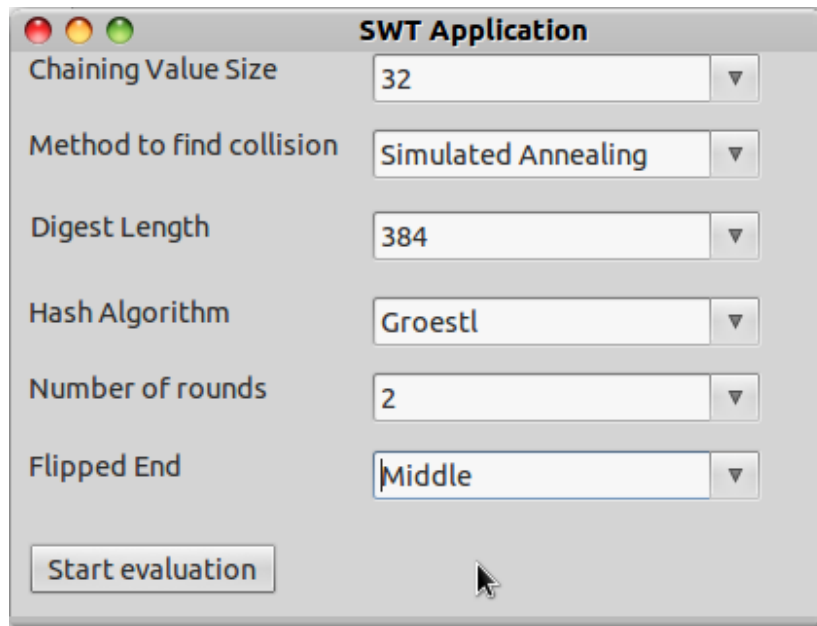 SWT Application
Chaining Value Size 32
Method to find collision Simulated Annealing
Digest Length 384
Hash Algorithm Groestl
Number of rounds 2
Flipped End Middle
Start evaluation